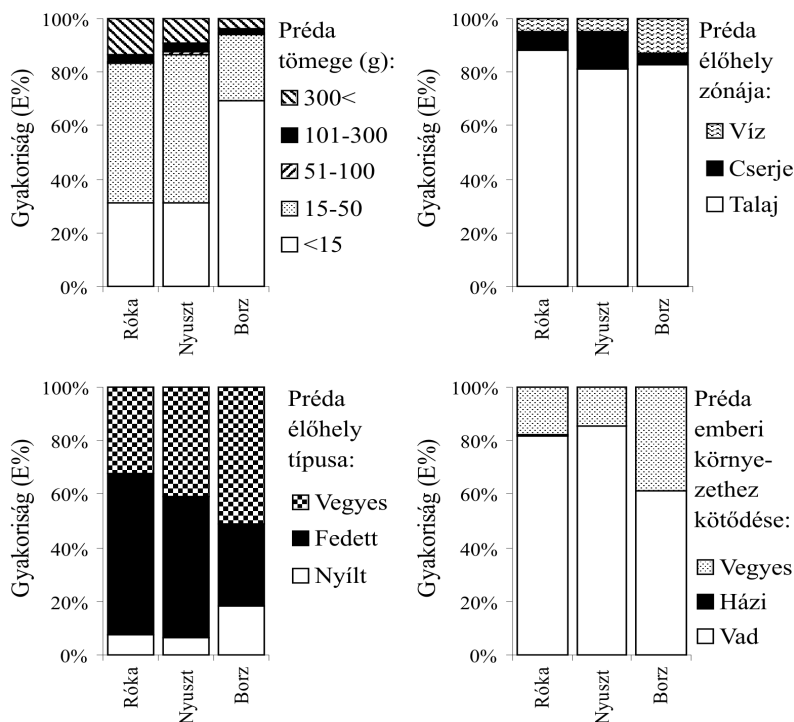 Gyakoriság (E%)
100%
80%
60%
40%
20%
0%
Róka
Nyuszt
Borz
Préda
tömege (g):
300<
101-300
51-100
15-50
<15
Gyakoriság (E%)
100%
80%
60%
40%
20%
0%
Róka
Nyuszt
Borz
Préda
élőhely
zónája:
Víz
Cserje
Talaj
Gyakoriság (E%)
100%
80%
60%
40%
20%
0%
Róka
Nyuszt
Borz
Préda
élőhely
típusa:
Vegyes
Fedett
Nyílt
Gyakoriság (E%)
100%
80%
60%
40%
20%
0%
Róka
Nyuszt
Borz
Préda
emberi
környe-
zethez
kötődése:
Vegyes
Házi
Vad